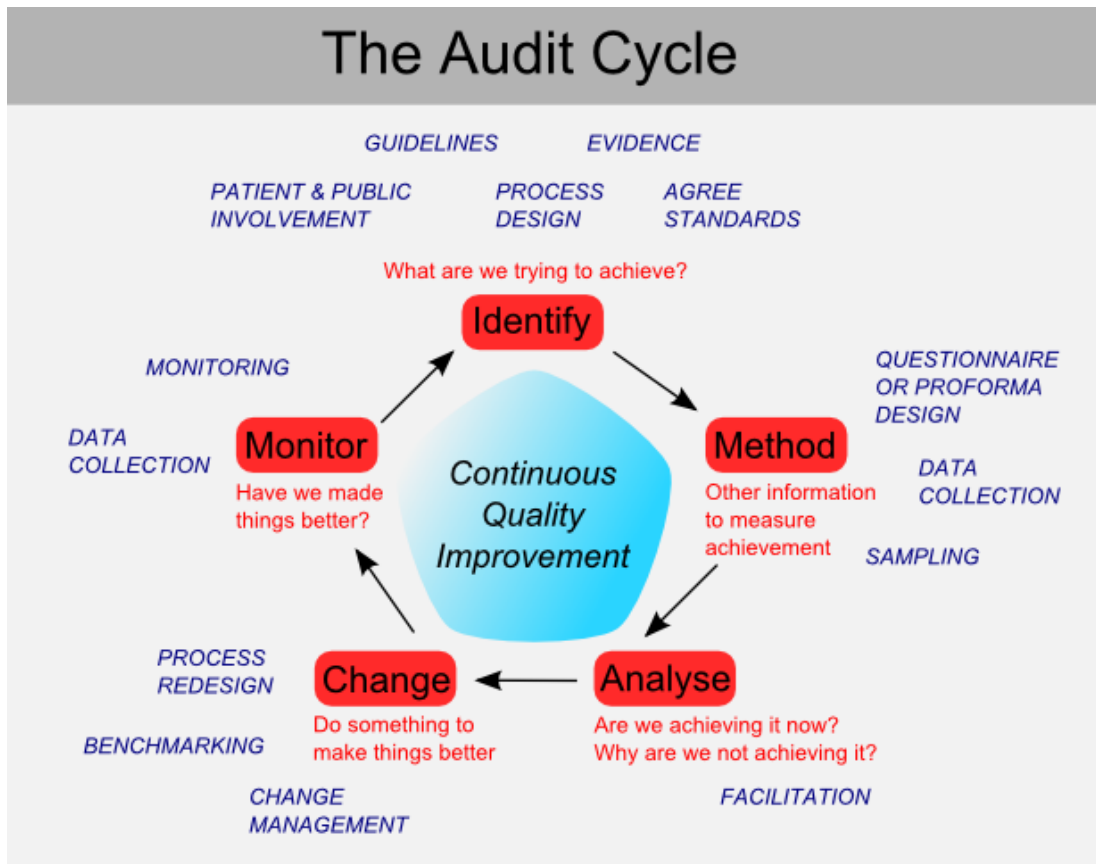 The Audit Cycle
GUIDELINES
EVIDENCE
PATIENT & PUBLIC
INVOLVEMENT
PROCESS
DESIGN
AGREE
STANDARDS
What are we trying to achieve?
Identify
QUESTIONNAIRE
OR PROFORMA
DESIGN
Method
Other information
to measure
achievement
DATA
COLLECTION
SAMPLING
Analyse
Are we achieving it now?
Why are we not achieving it?
FACILITATION
Change
Do something to
make things better
PROCESS
REDESIGN
BENCHMARKING
CHANGE
MANAGEMENT
Monitor
Have we made
things better?
MONITORING
DATA
COLLECTION
Continuous
Quality
Improvement